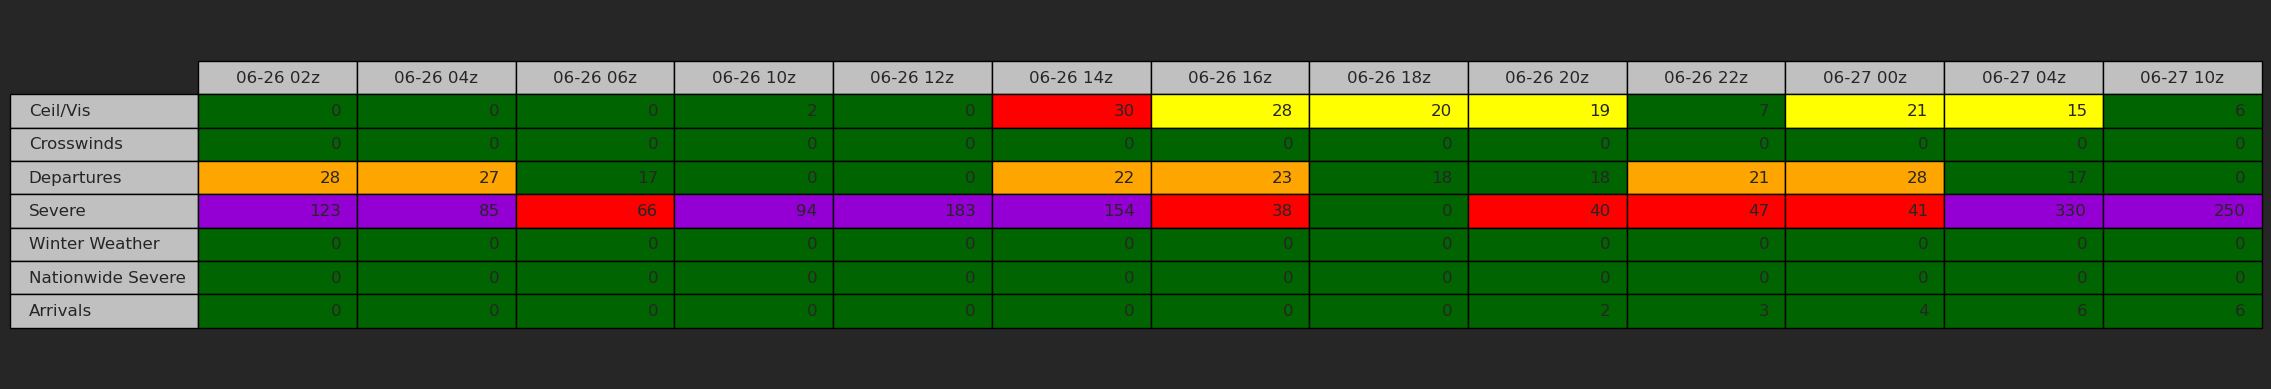 06-26 02z 06-26 04z 06-26 06z 06-26 10z 06-26 12z 06-26 14z 06-26 16z 06-26 18z 06-26 20z 06-26 22z 06-27 00z 06-27 04z 06-27 10z
Ceil/Vis 0 0 0 2 0 30 28 20 19 7 21 15 6
Crosswinds 0 0 0 0 0 0 0 0 0 0 0 0 0
Departures 28 27 17 0 0 22 23 18 18 21 28 17 0
Severe 123 85 66 94 183 154 38 0 40 47 41 330 250
Winter Weather 0 0 0 0 0 0 0 0 0 0 0 0 0
Nationwide Severe 0 0 0 0 0 0 0 0 0 0 0 0 0
Arrivals 0 0 0 0 0 0 0 0 2 3 4 6 6